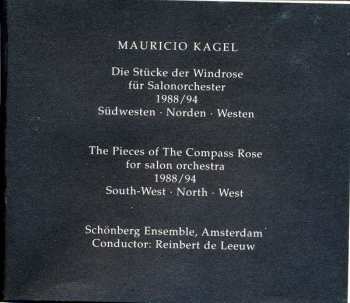 MAURICIO KAGEL
Die Stücke der Windrose
für Salonorchester
1988/94
Südwesten · Norden · Westen
The Pieces of The Compass Rose
for salon orchestra
1988/94
South-West · North · West
Schönberg Ensemble, Amsterdam
Conductor: Reinbert de Leeuw